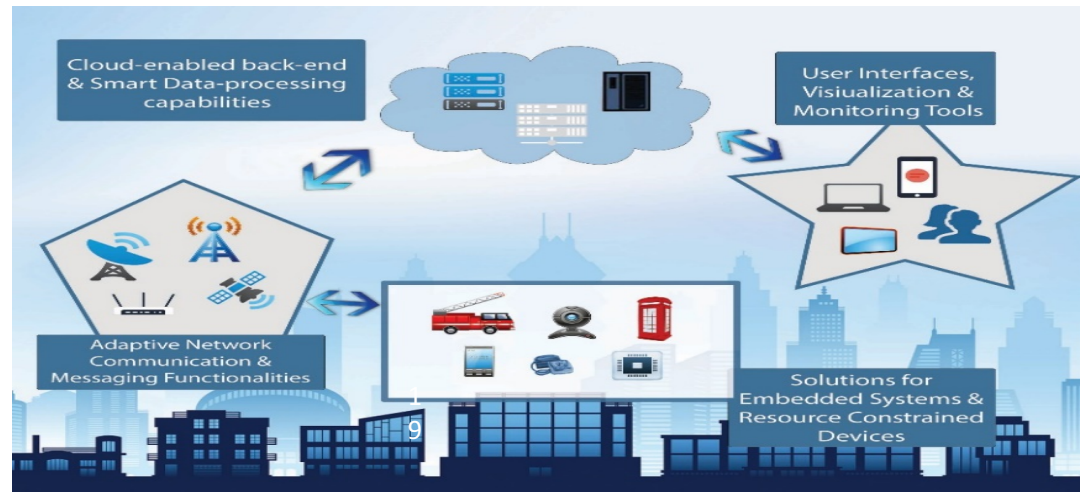 Cloud-enabled back-end
& Smart Data-processing
capabilities
User Interfaces,
Visiualization &
Monitoring Tools
Adaptive Network
Communication &
Messaging Functionalities
Solutions for
Embedded Systems &
Resource Constrained
Devices
1
9